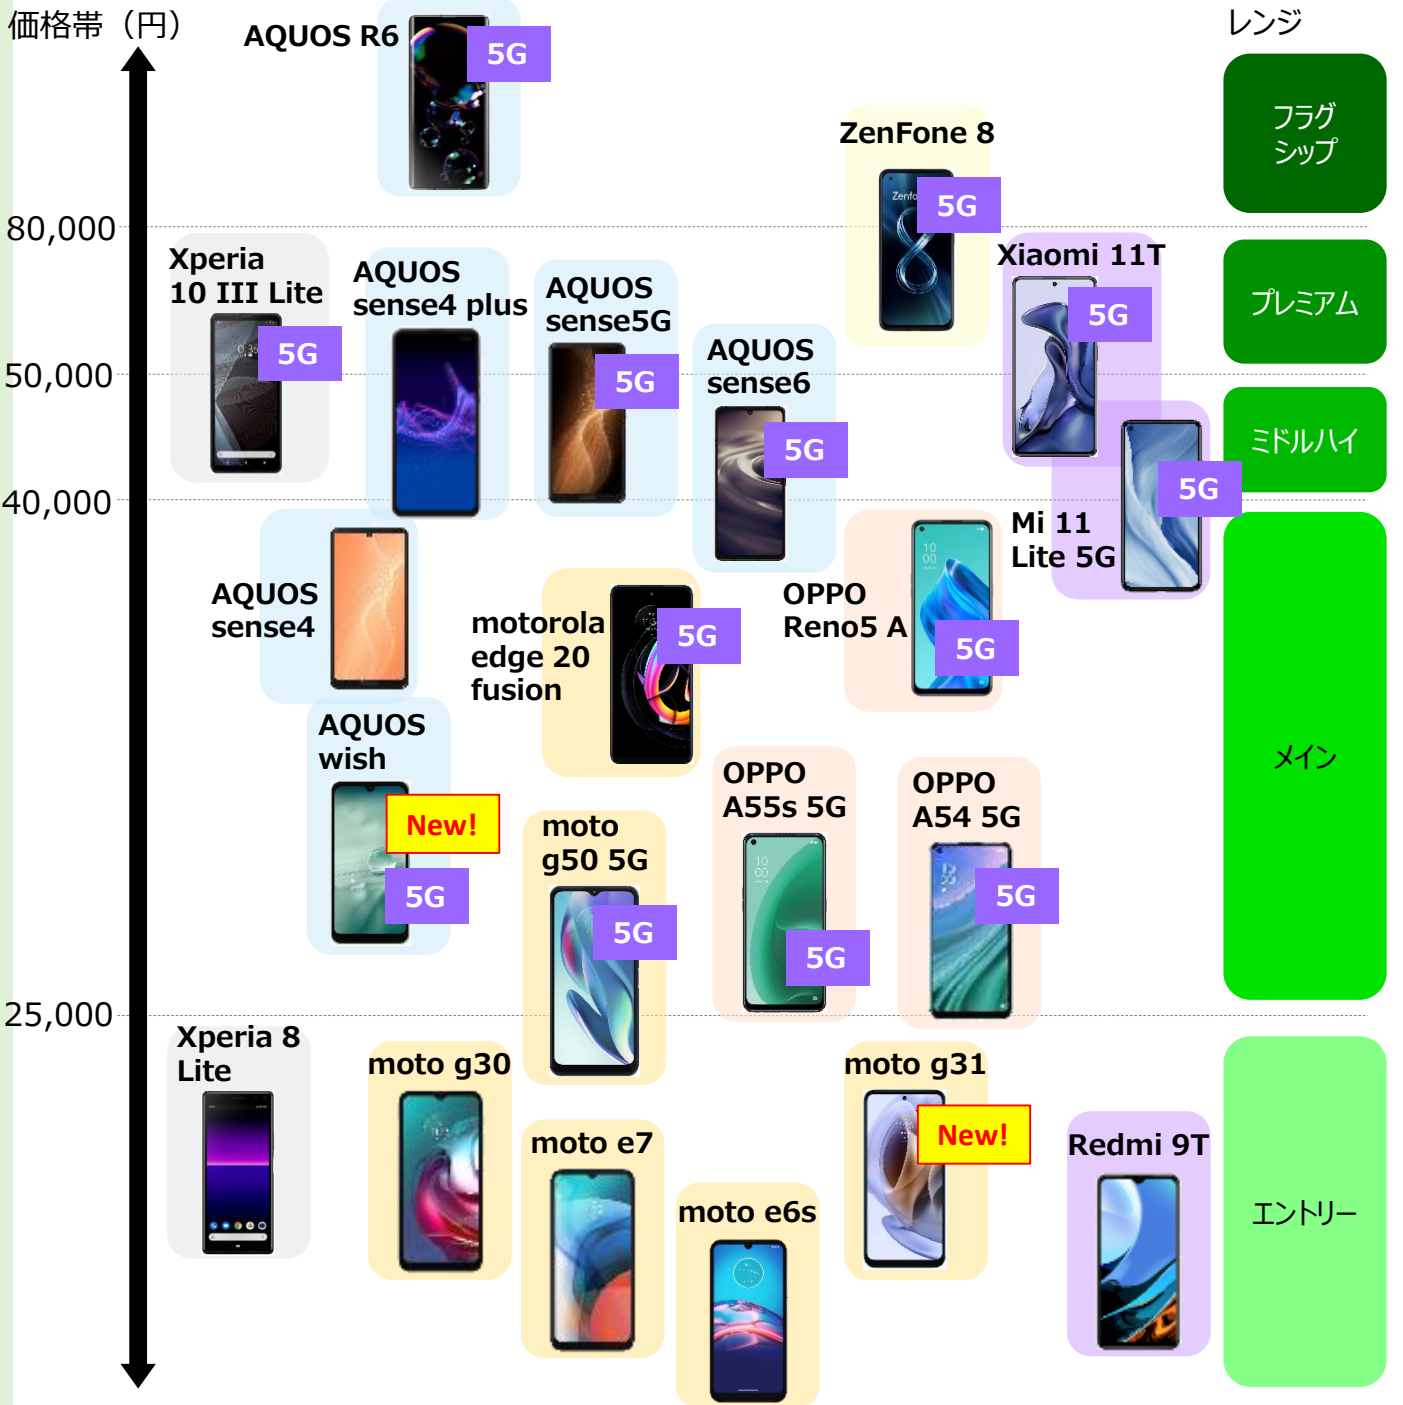 価格帯（円）
レンジ
AQUOS R6
5G
フラグ
シップ
ZenFone 8
Zenfo
5G
80,000
Xperia
10 III Lite
5G
AQUOS
sense4 plus
AQUOS
sense5G
5G
AQUOS
sense6
5G
Xiaomi 11T
5G
プレミアム
50,000
ミドルハイ
5G
Mi 11
Lite 5G
40,000
AQUOS
sense4
motorola
edge 20
fusion
5G
OPPO
Reno5 A
10
00
5G
メイン
AQUOS
wish
New!
5G
moto
g50 5G
5G
OPPO
A55s 5G
10
5G
OPPO
A54 5G
5G
25,000
Xperia 8
Lite
moto g30
moto e7
moto e6s
moto g31
New!
Redmi 9T
エントリー